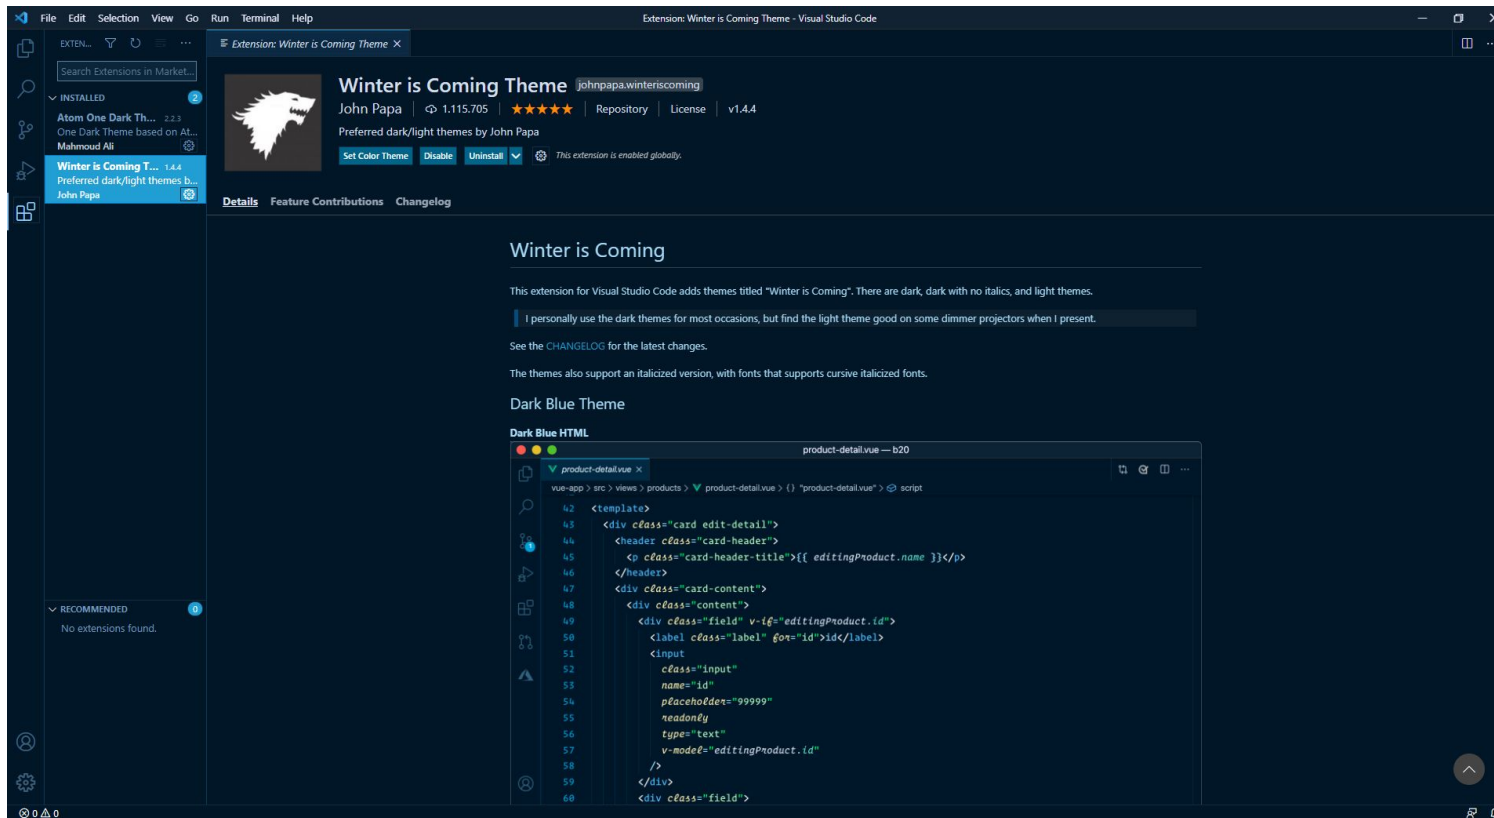 File Edit Selection View Go Run Terminal Help
Extension: Winter is Coming Theme - Visual Studio Code
EXTEN...
Extension: Winter is Coming Theme
Search Extensions in Market...
INSTALLED 2
Atom One Dark Th... 2.2.3
One Dark Theme based on At...
Mahmoud Ali
Winter is Coming T... 1.4.4
Preferred dark/light themes b...
John Papa
RECOMMENDED 0
No extensions found.
Winter is Coming Theme johnpapa.winteriscoming
John Papa 1.115.705 Repository License v1.4.4
Preferred dark/light themes by John Papa
Set Color Theme Disable Uninstall This extension is enabled globally.
Details Feature Contributions Changelog
Winter is Coming
This extension for Visual Studio Code adds themes titled "Winter is Coming". There are dark, dark with no italics, and light themes.
I personally use the dark themes for most occasions, but find the light theme good on some dimmer projectors when I present.
See the CHANGELOG for the latest changes.
The themes also support an italicized version, with fonts that supports cursive italicized fonts.
Dark Blue Theme
Dark Blue HTML
product-detail.vue — b20
product-detail.vue
vue-app > src > views > products > product-detail.vue > {} "product-detail.vue" > script
1
42 <template>
43 <div class="card edit-detail">
44 <header class="card-header">
45 <p class="card-header-title">{{ editingProduct.name }}</p>
46 </header>
47 <div class="card-content">
48 <div class="content">
49 <div class="field" v-if="editingProduct.id">
50 <label class="label" for="id">id</label>
51 <input
52 class="input"
53 name="id"
54 placeholder="99999"
55 readonly
56 type="text"
57 v-model="editingProduct.id"
58 />
59 </div>
60 <div class="field">
0 0